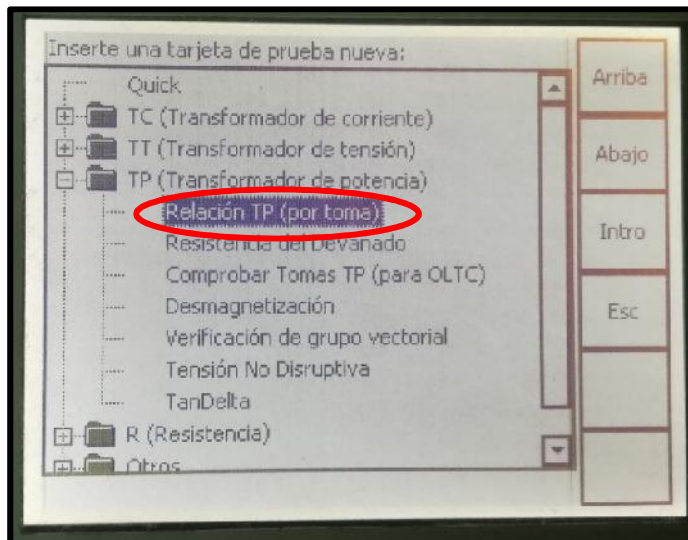 Inserte una tarjeta de prueba nueva:
Quick
TC (Transformador de corriente)
TT (Transformador de tensión)
TP (Transformador de potencia)
Relación TP (por toma)
Resistencia del Devanado
Comprobar Tomas TP (para OLTC)
Desmagnetización
Verificación de grupo vectorial
Tensión No Disruptiva
TanDelta
R (Resistencia)
Otros
Arriba
Abajo
Intro
Esc